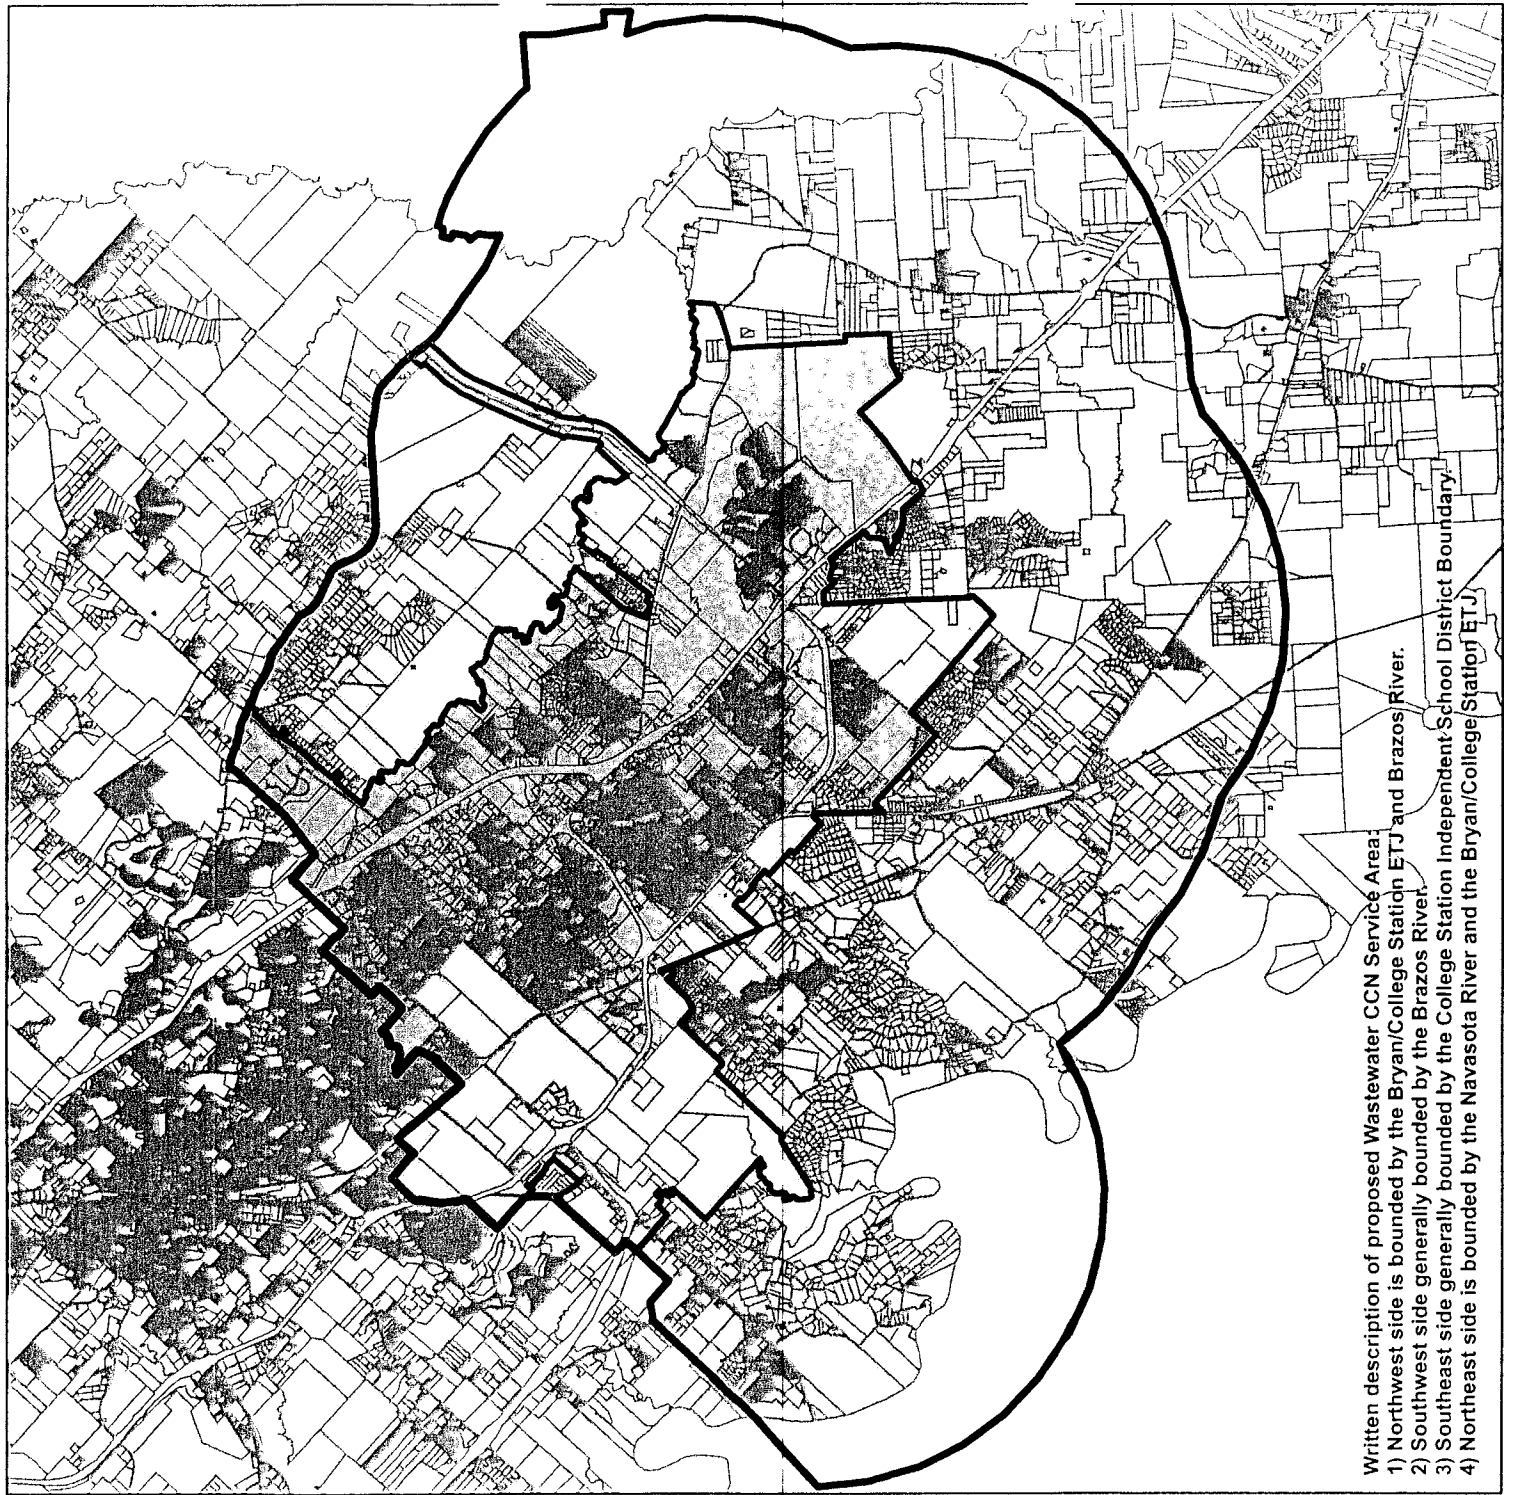 Written description of proposed Wastewater CCN Service Area:
1) Northwest side is bounded by the Bryan/College Station ETJ and Brazos River.
2) Southwest side generally bounded by the Brazos River.
3) Southeast side generally bounded by the College Station Independent School District Boundary.
4) Northeast side is bounded by the Navasota River and the Bryan/College Station ETJ